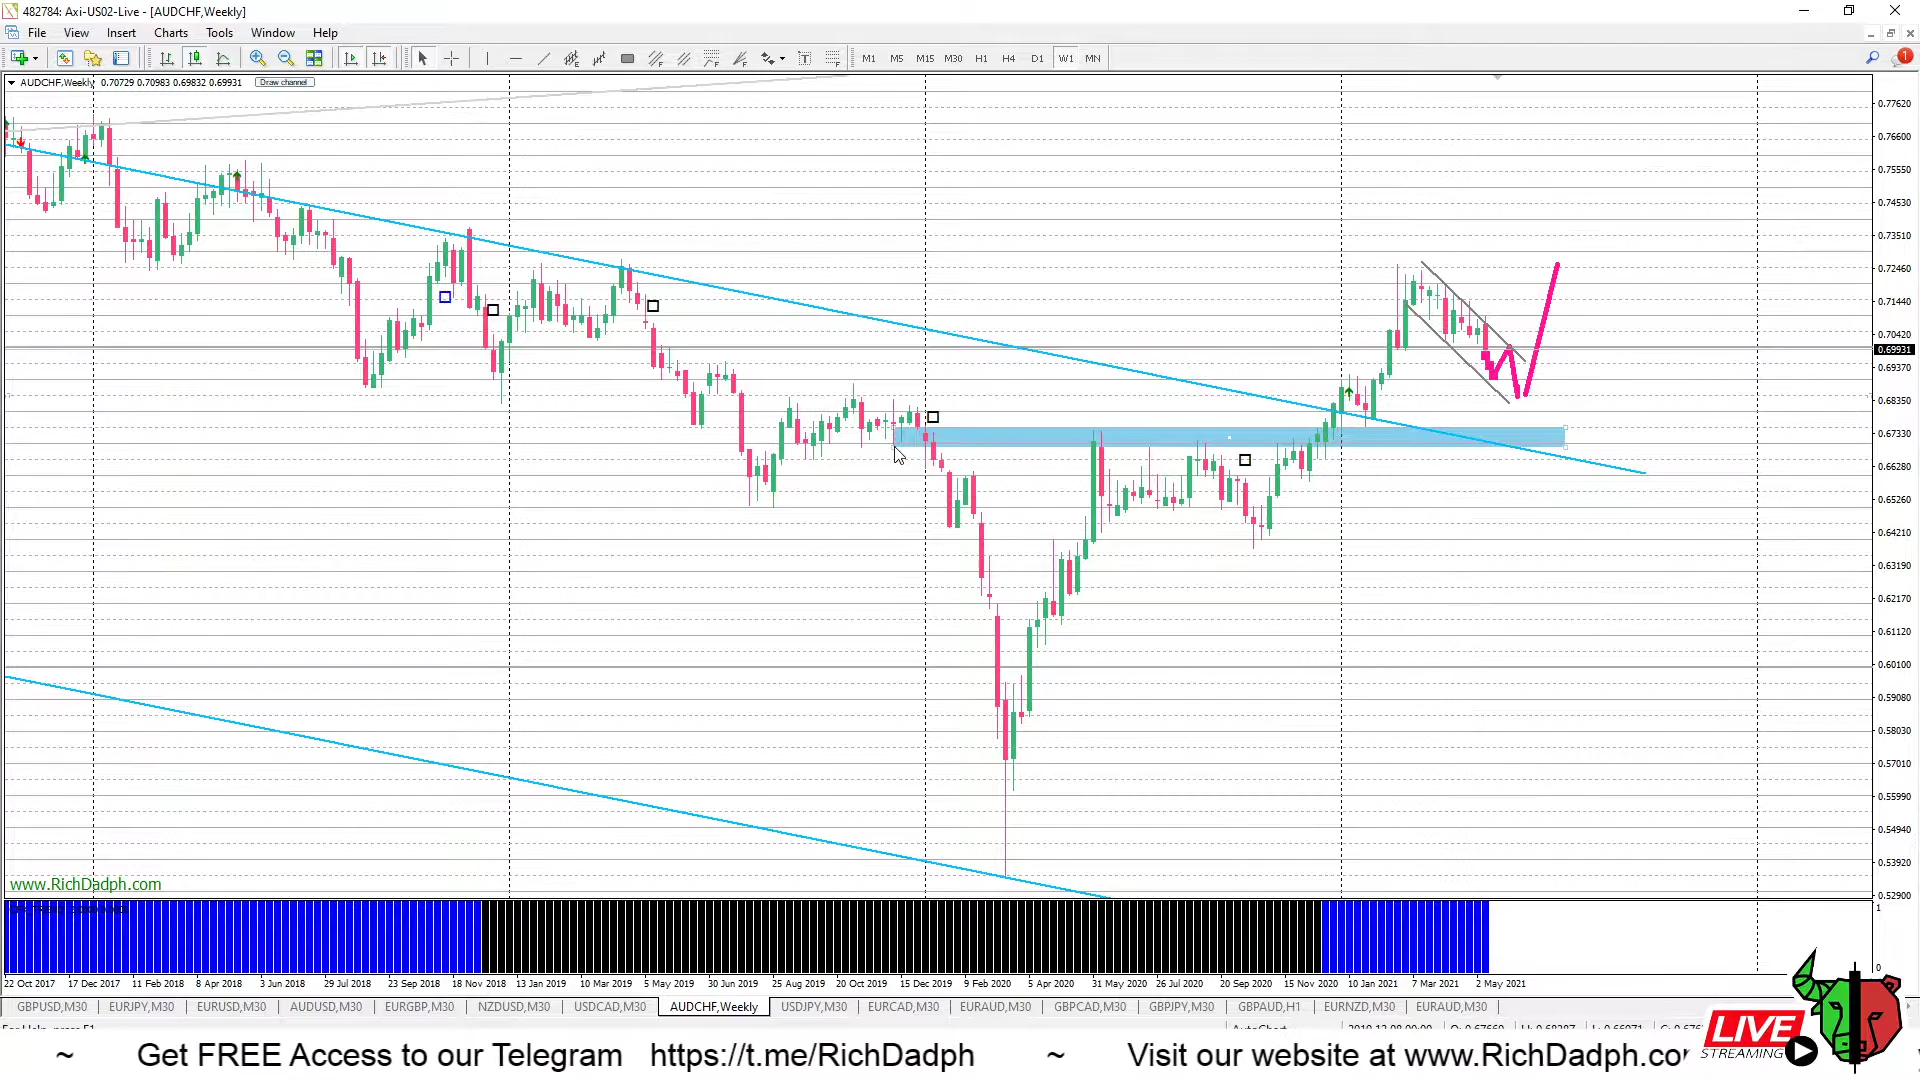 482784: Axi-US02-Live - [AUDCHF,Weekly]
File View Insert Charts Tools Window Help
M1 M5 M15 M30 H1 H4 D1 W1 MN
1
AUDCHF,Weekly 0.70729 0.70983 0.69832 0.69931
Draw channel
0.77620
0.76600
0.75550
0.74530
0.73510
0.72460
0.71440
0.70420
0.69931
0.69370
0.68350
0.67330
0.66280
0.65260
0.64210
0.63190
0.62170
0.61120
0.60100
0.59080
0.58030
0.57010
0.55990
0.54940
0.53920
0.52900
www.RichDadph.com
1
0
22 Oct 2017 17 Dec 2017 11 Feb 2018 8 Apr 2018 3 Jun 2018 29 Jul 2018 23 Sep 2018 18 Nov 2018 13 Jan 2019 10 Mar 2019 5 May 2019 30 Jun 2019 25 Aug 2019 20 Oct 2019 15 Dec 2019 9 Feb 2020 5 Apr 2020 31 May 2020 26 Jul 2020 20 Sep 2020 15 Nov 2020 10 Jan 2021 7 Mar 2021 2 May 2021
GBPUSD,M30 EURJPY,M30 EURUSD,M30 AUDUSD,M30 EURGBP,M30 NZDUSD,M30 USDCAD,M30 AUDCHF,Weekly USDJPY,M30 EURCAD,M30 EURAUD,M30 GBPCAD,M30 GBPJPY,M30 GBPAUD,H1 EURNZD,M30 EURAUD,M30
LIVE
STREAMING
~ Get FREE Access to our Telegram https://t.me/RichDadph ~ Visit our website at www.RichDadph.co